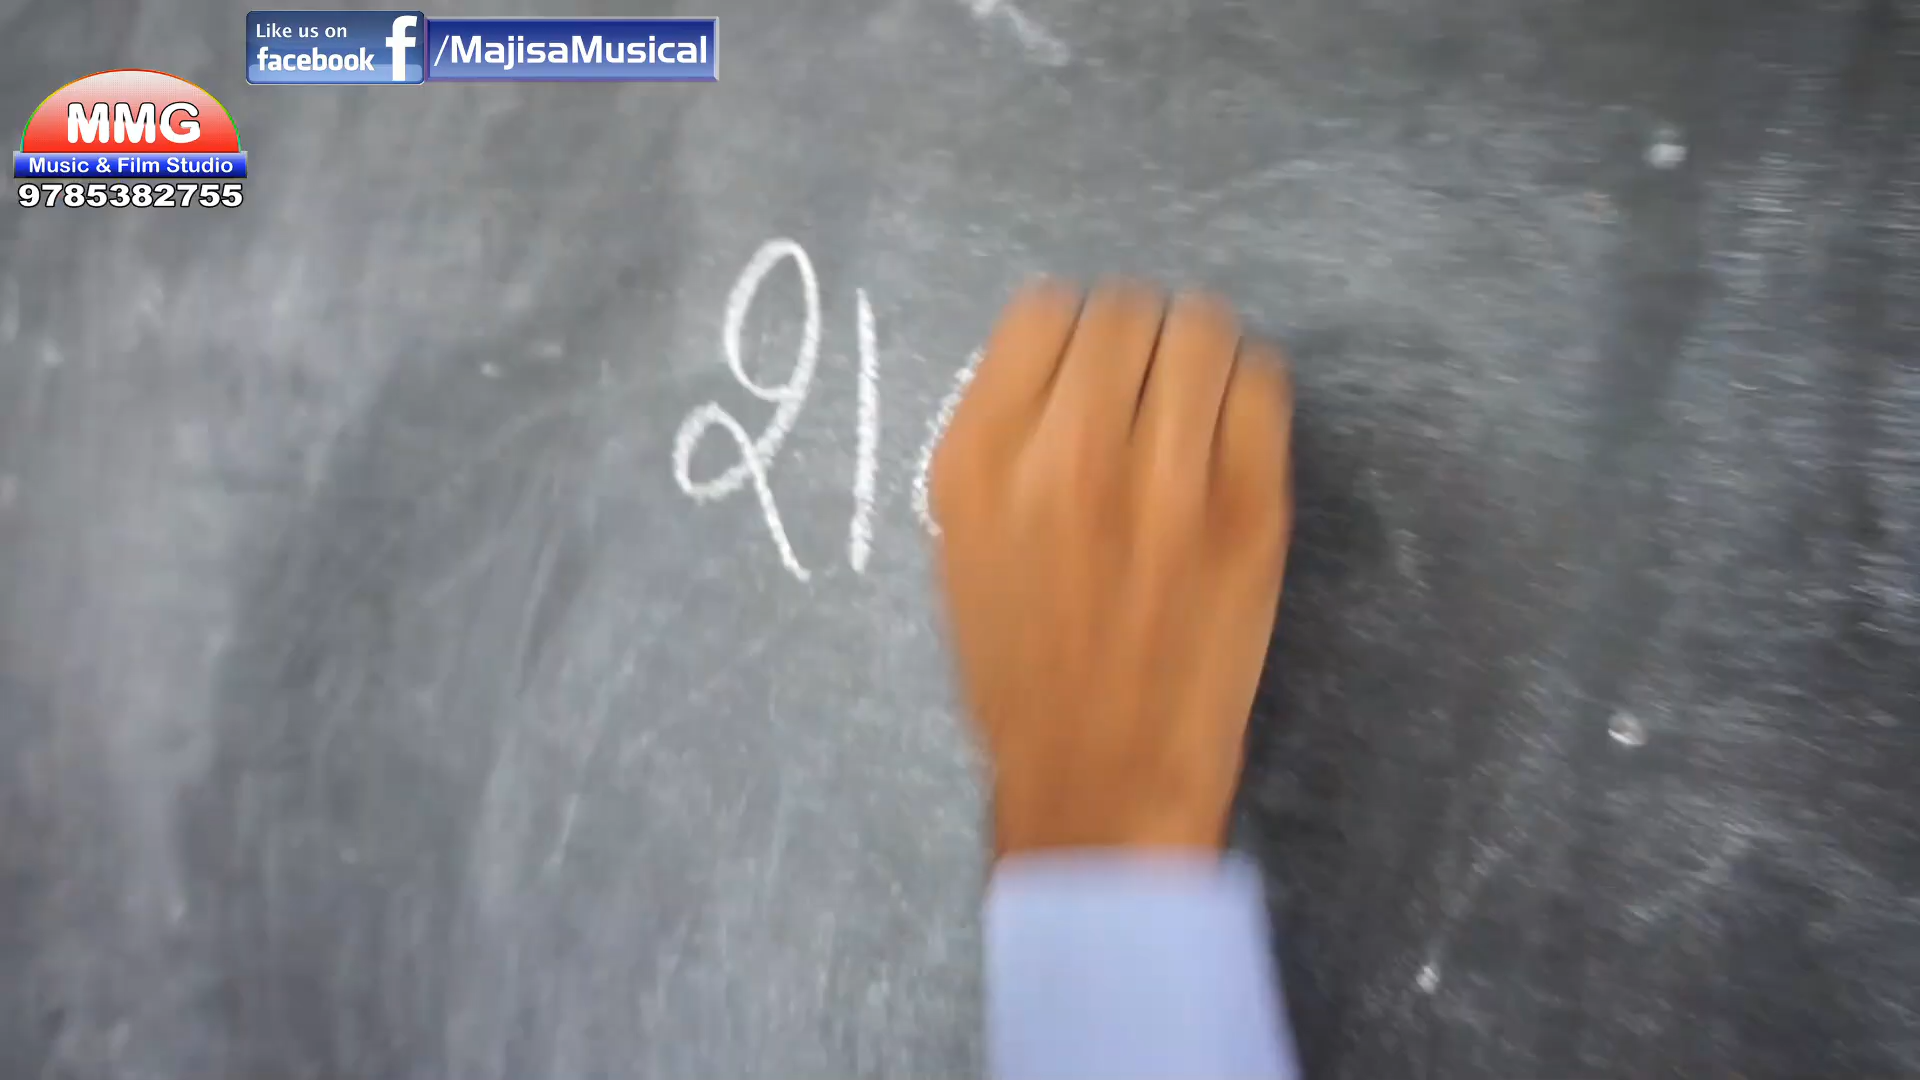 Like us on
facebook f /MajisaMusical
MMG
Music & Film Studio
9785382755